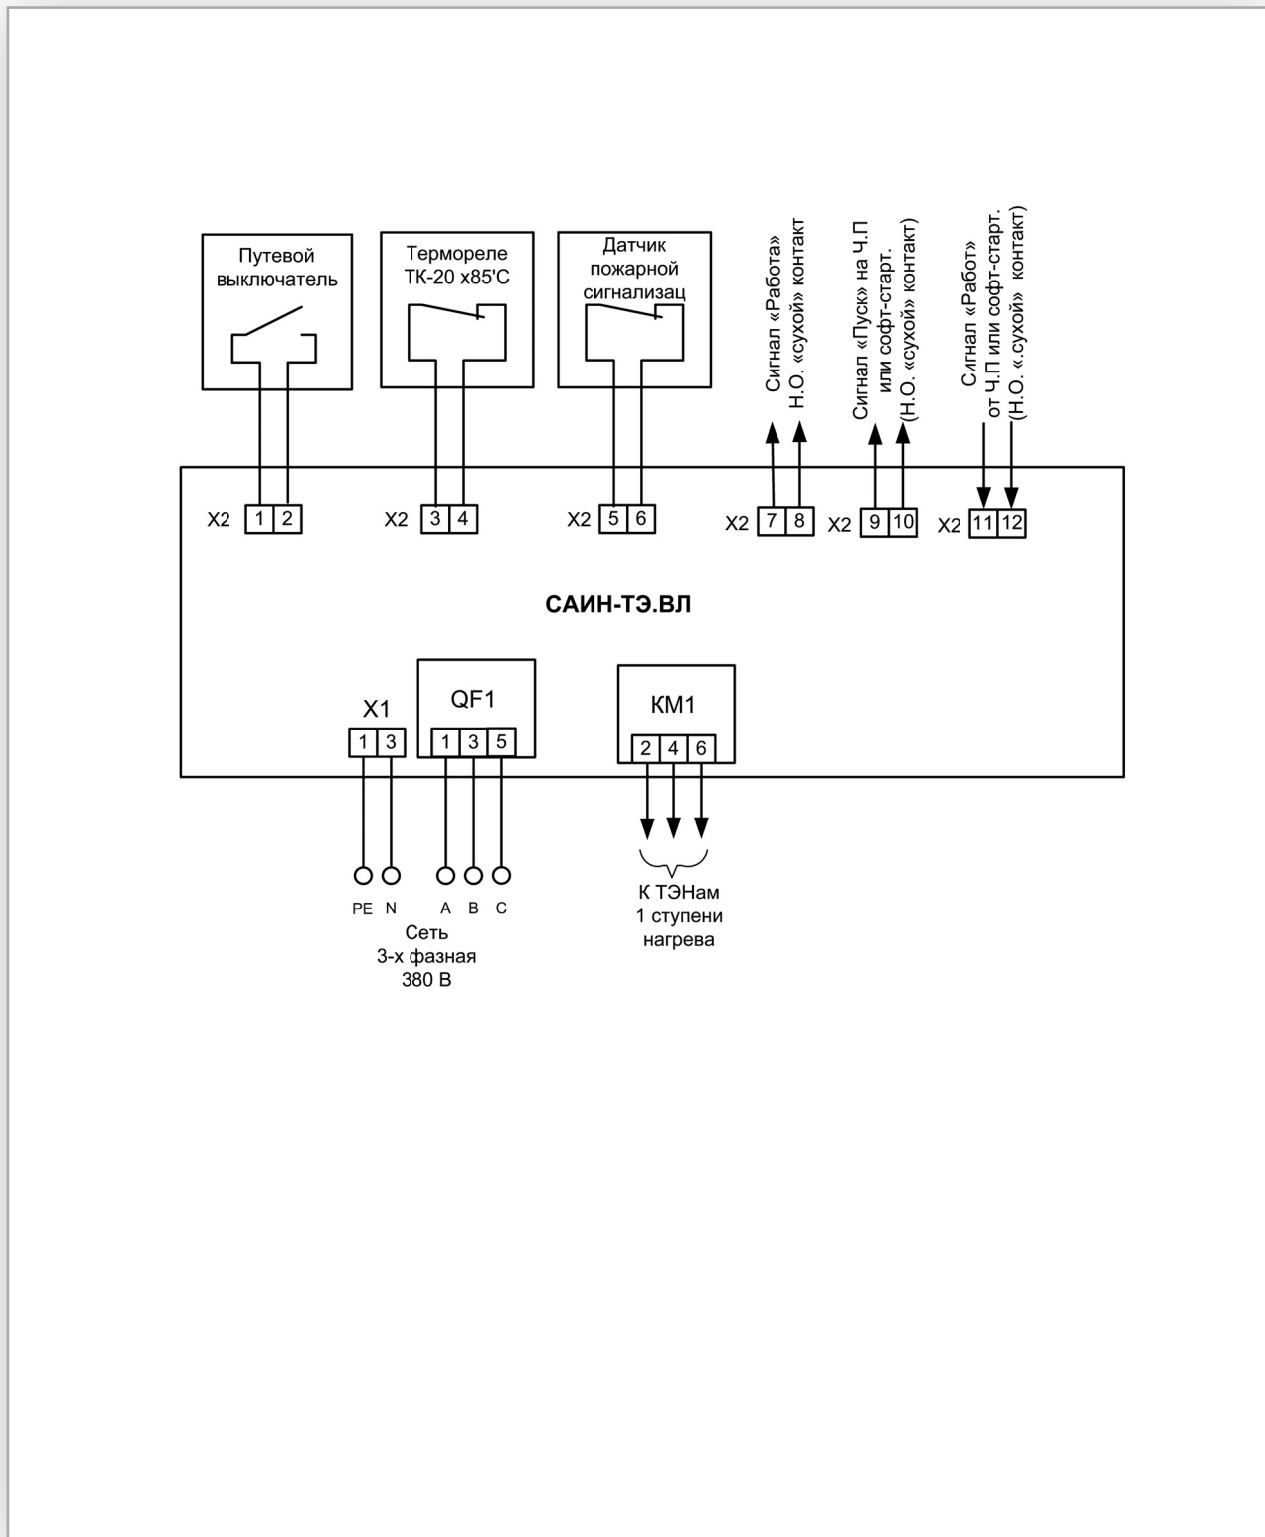 Путевой
выключатель
Термореле
ТК-20 х85'С
Датчик
пожарной
сигнализац
Сигнал «Работа»
Н.О. «сухой» контакт
Сигнал «Пуск» на Ч.П
или софт-старт.
(Н.О. «сухой» контакт)
Сигнал «Работ»
от Ч.П или софт-старт.
(Н.О. «.сухой» контакт)
X2 1 2
X2 3 4
X2 5 6
X2 7 8
X2 9 10
X2 11 12
САИН-ТЭ.ВЛ
X1
1 3
QF1
1 3 5
КМ1
2 4 6
PE N A B C
Сеть
3-х фазная
380 В
К ТЭНам
1 ступени
нагрева